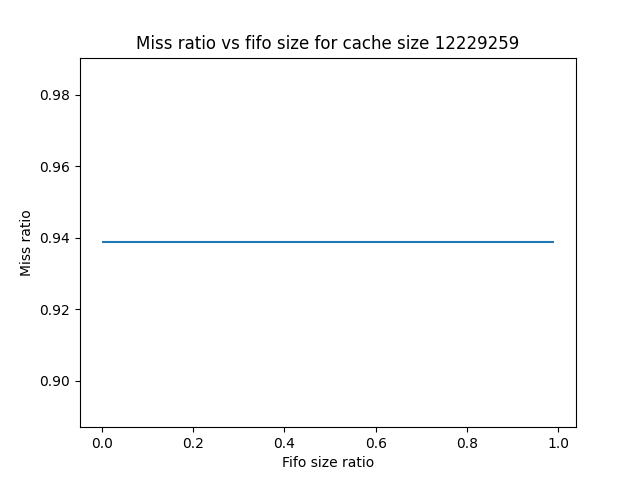 Miss ratio vs fifo size for cache size 12229259
0.98
0.96
0.94
0.92
0.90
Miss ratio
0.0 0.2 0.4 0.6 0.8 1.0
Fifo size ratio